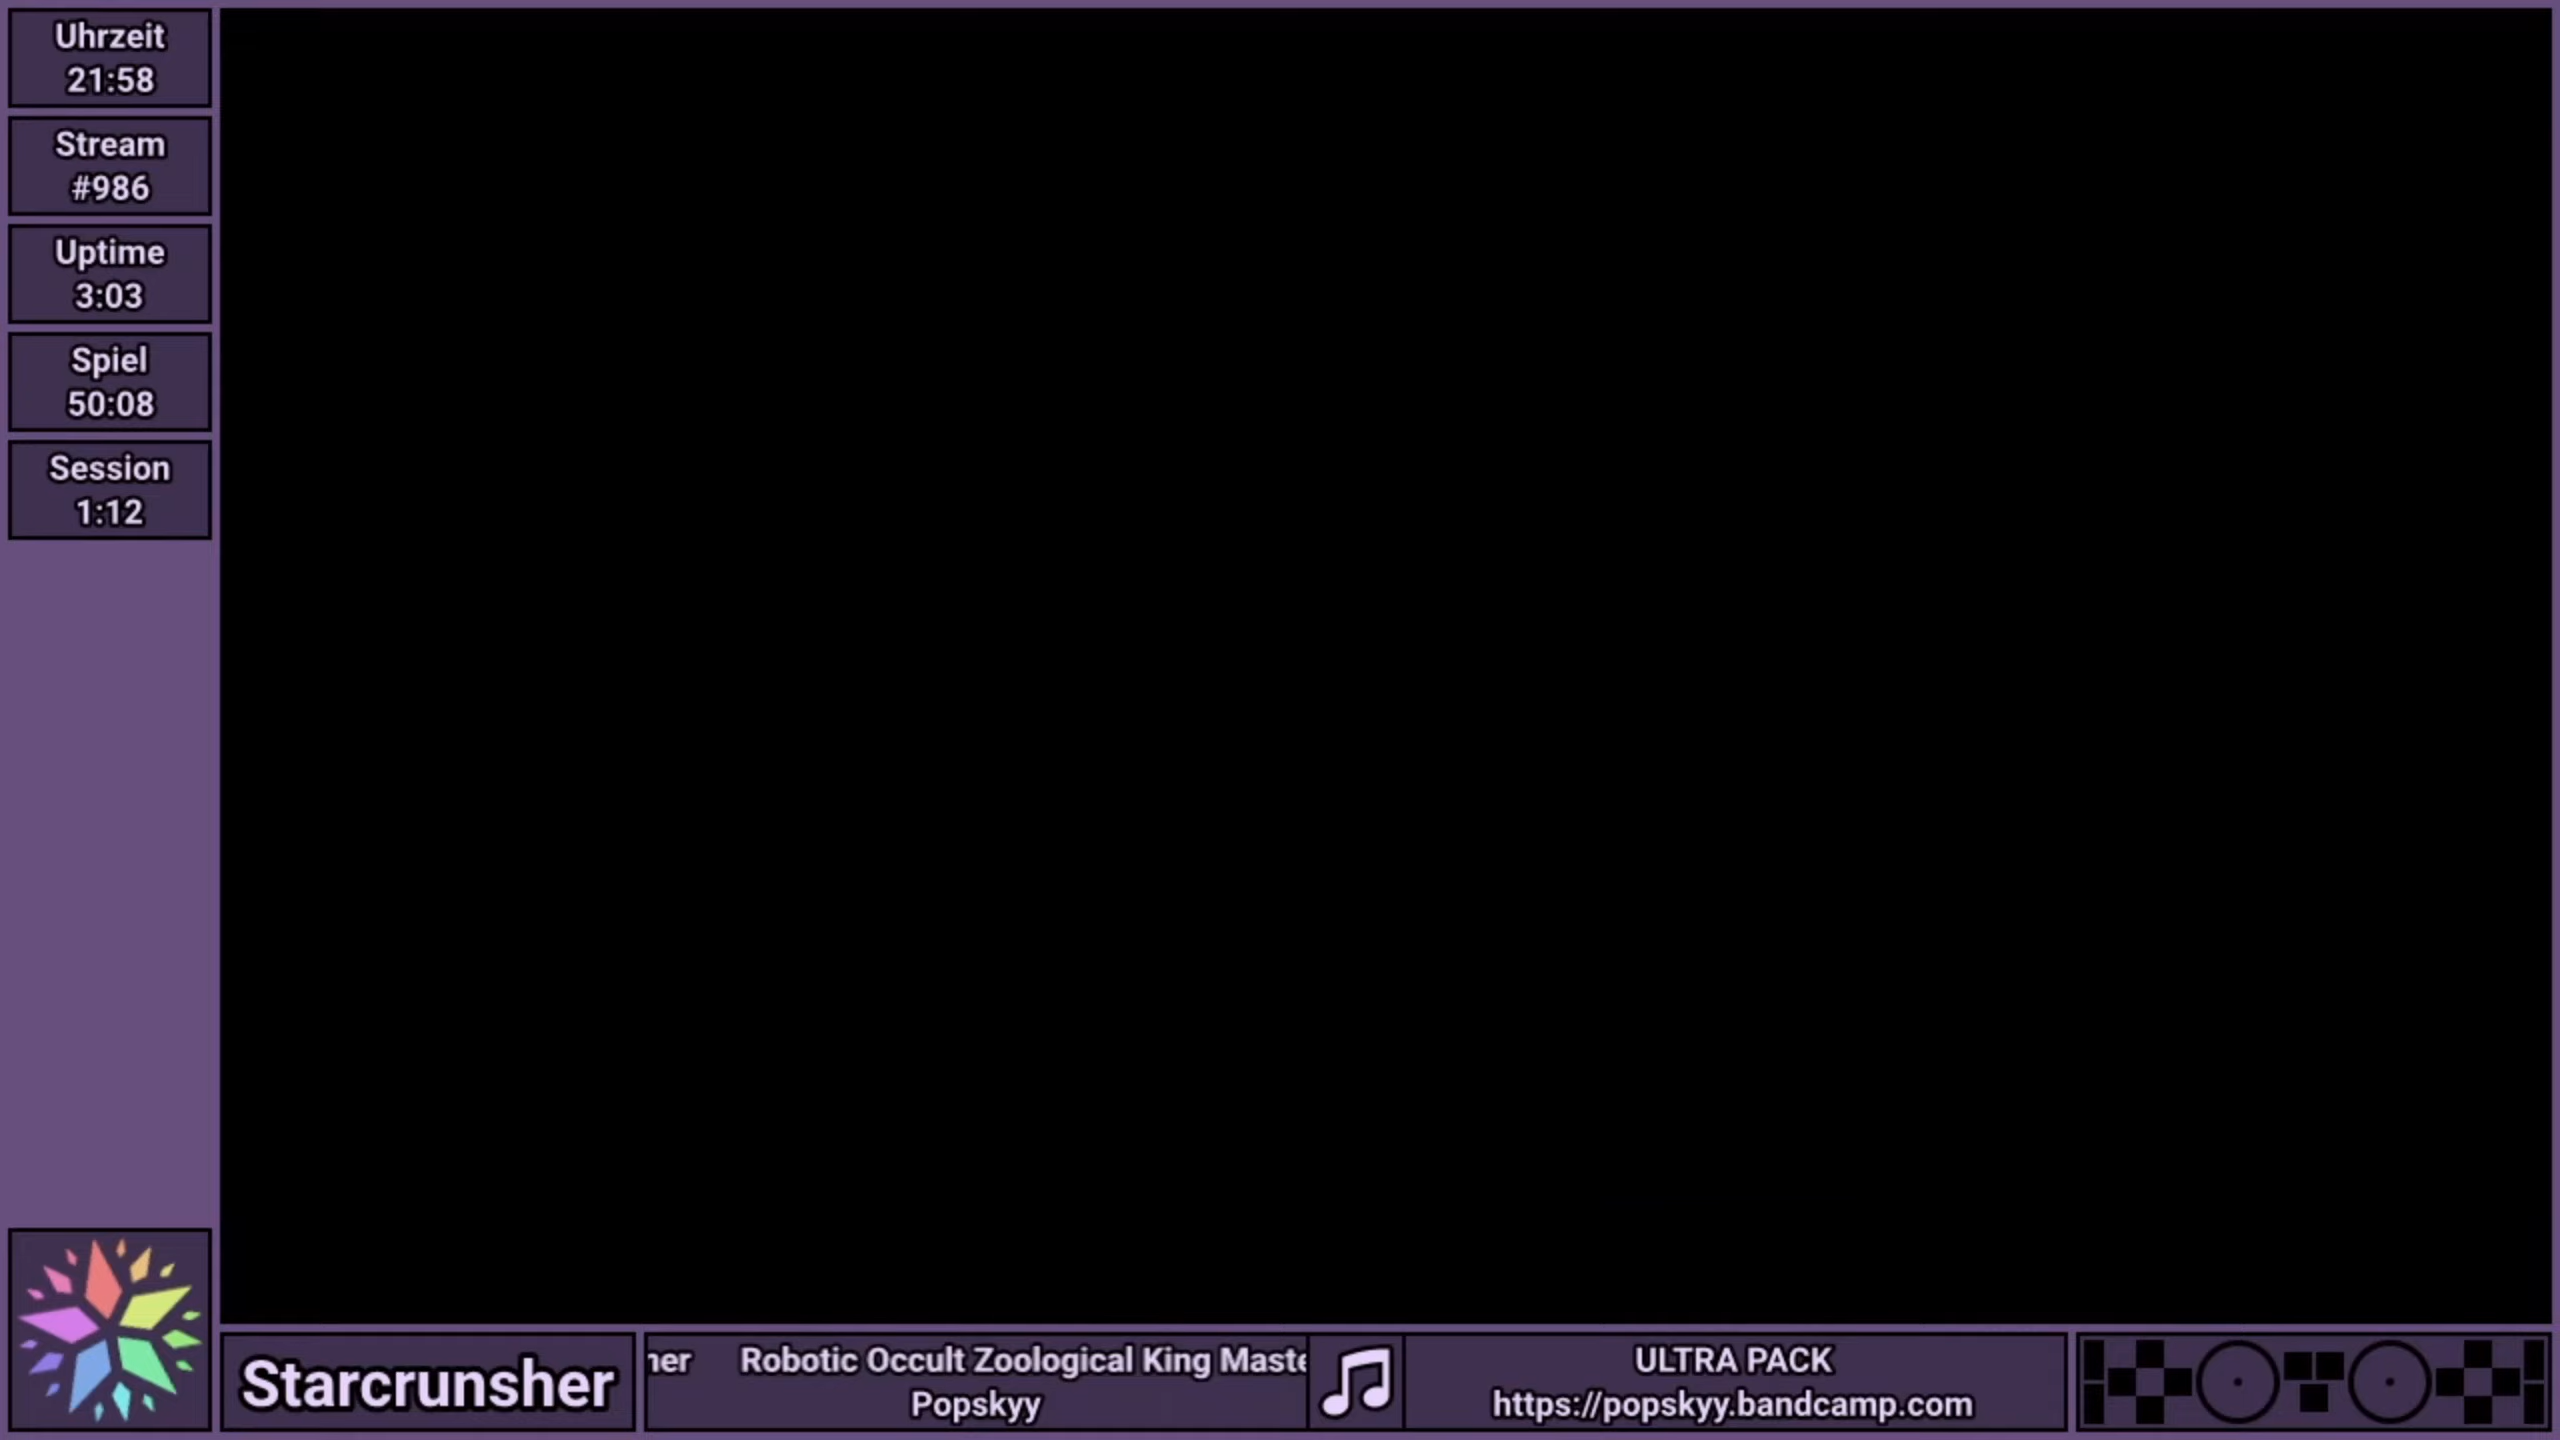 Uhrzeit
21:58
Stream
#986
Uptime
3:03
Spiel
50:08
Session
1:12
Starcrunsher
Robotic Occult Zoological King
Popskyy
ULTRA PACK
https://popskyy.bandcamp.com